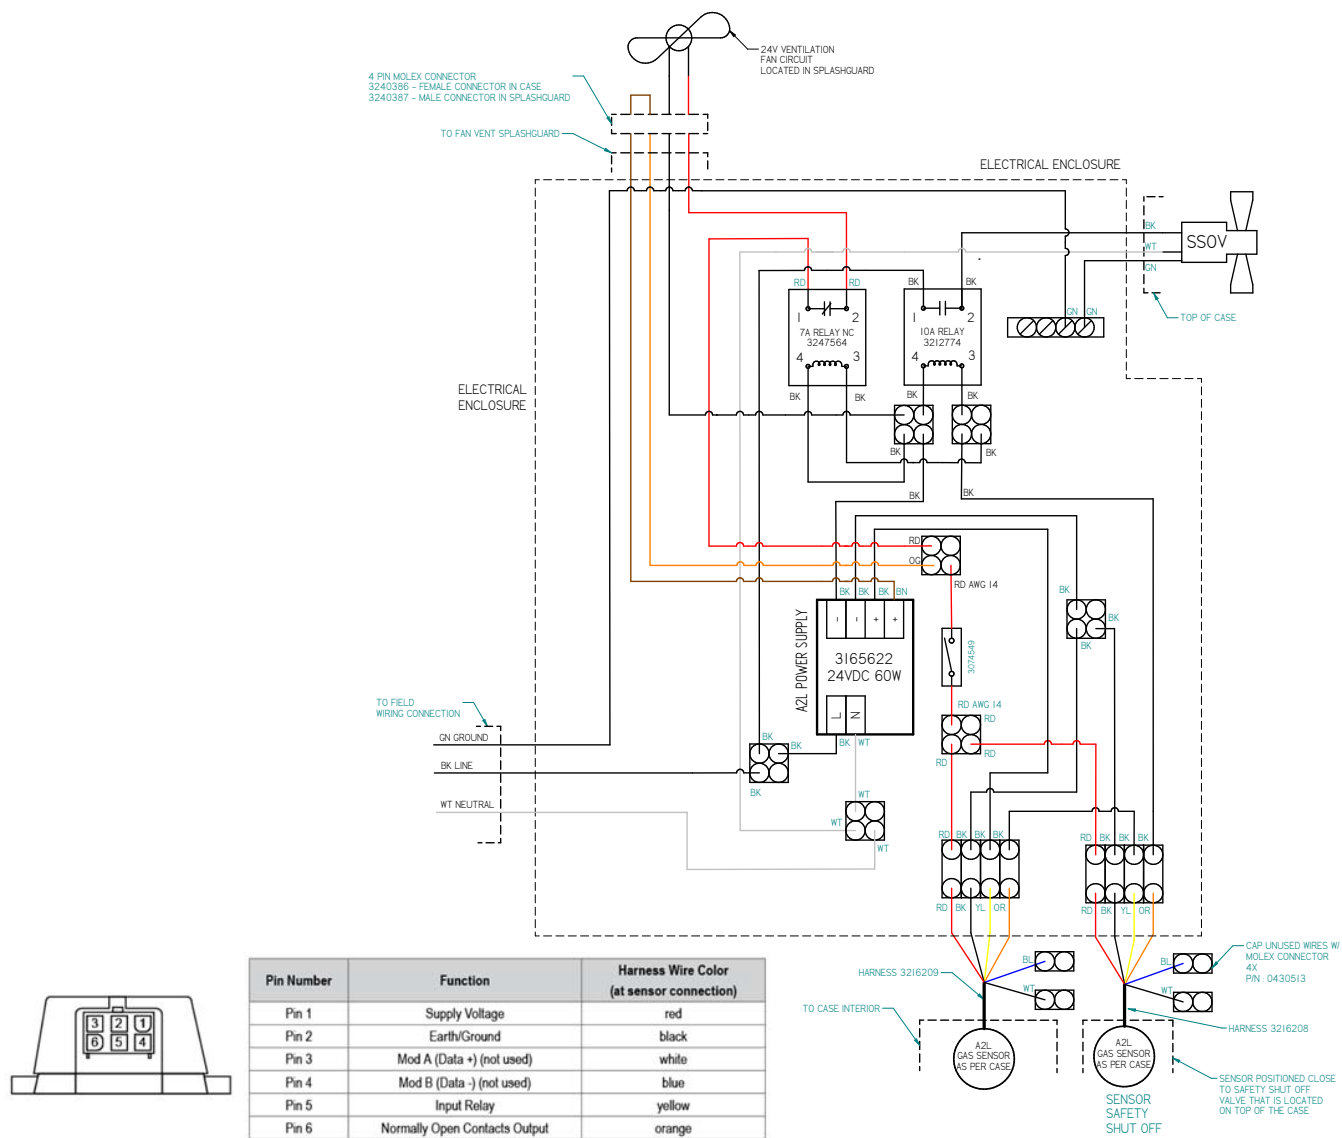 24V VENTILATION
FAN CIRCUIT
LOCATED IN SPLASHGUARD
4 PIN MOLEX CONNECTOR
3240386 - FEMALE CONNECTOR IN CASE
3240387 - MALE CONNECTOR IN SPLASHGUARD
TO FAN VENT SPLASHGUARD
ELECTRICAL ENCLOSURE
BK
WT
GN
SSOV
TOP OF CASE
GN GN
RD RD BK BK
1 2
7A RELAY NC
3247564
4 3
1 2
10A RELAY
3212774
4 3
ELECTRICAL
ENCLOSURE
BK BK BK BK
BK BK
BK BK
RD
OG
RD AWG 14
BK BK BK BN
- - + +
A2L POWER SUPPLY
3165622
24VDC 60W
L N
3074549
BK
BK
BK
TO FIELD
WIRING CONNECTION
GN GROUND
BK LINE
WT NEUTRAL
BK
BK
BK
BK WT
WT
WT
WT
RD AWG 14
RD
RD
RD
RD BK BK BK
RD BK BK BK
RD BK YL OR
RD BK YL OR
BL
WT
BL
WT
CAP UNUSED WIRES W/
MOLEX CONNECTOR
4X
P/N : 0430513
HARNESS 3216209
TO CASE INTERIOR
HARNESS 3216208
A2L
GAS SENSOR
AS PER CASE
A2L
GAS SENSOR
AS PER CASE
SENSOR
SAFETY
SHUT OFF
SENSOR POSITIONED CLOSE
TO SAFETY SHUT OFF
VALVE THAT IS LOCATED
ON TOP OF THE CASE
3 2 1
6 5 4
Pin Number Function Harness Wire Color (at sensor connection)
Pin 1 Supply Voltage red
Pin 2 Earth/Ground black
Pin 3 Mod A (Data +) (not used) white
Pin 4 Mod B (Data -) (not used) blue
Pin 5 Input Relay yellow
Pin 6 Normally Open Contacts Output orange